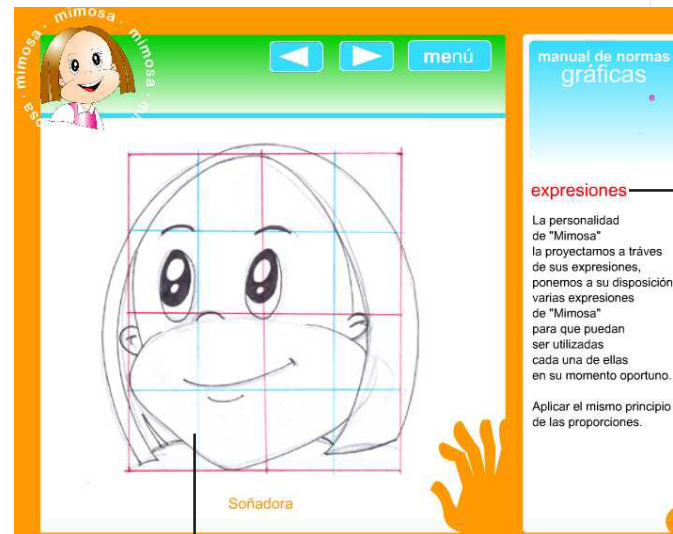 mimosa · mimosa · mimosa · mi
osa
menú
manual de normas
gráficas
e
expresiones
La personalidad
de "Mimosa"
la proyectamos a tráves
de sus expresiones,
ponemos a su disposición
varias expresiones
de "Mimosa"
para que puedan
ser utilizadas
cada una de ellas
en su momento oportuno.
Aplicar el mismo principio
de las proporciones.
Soñadora